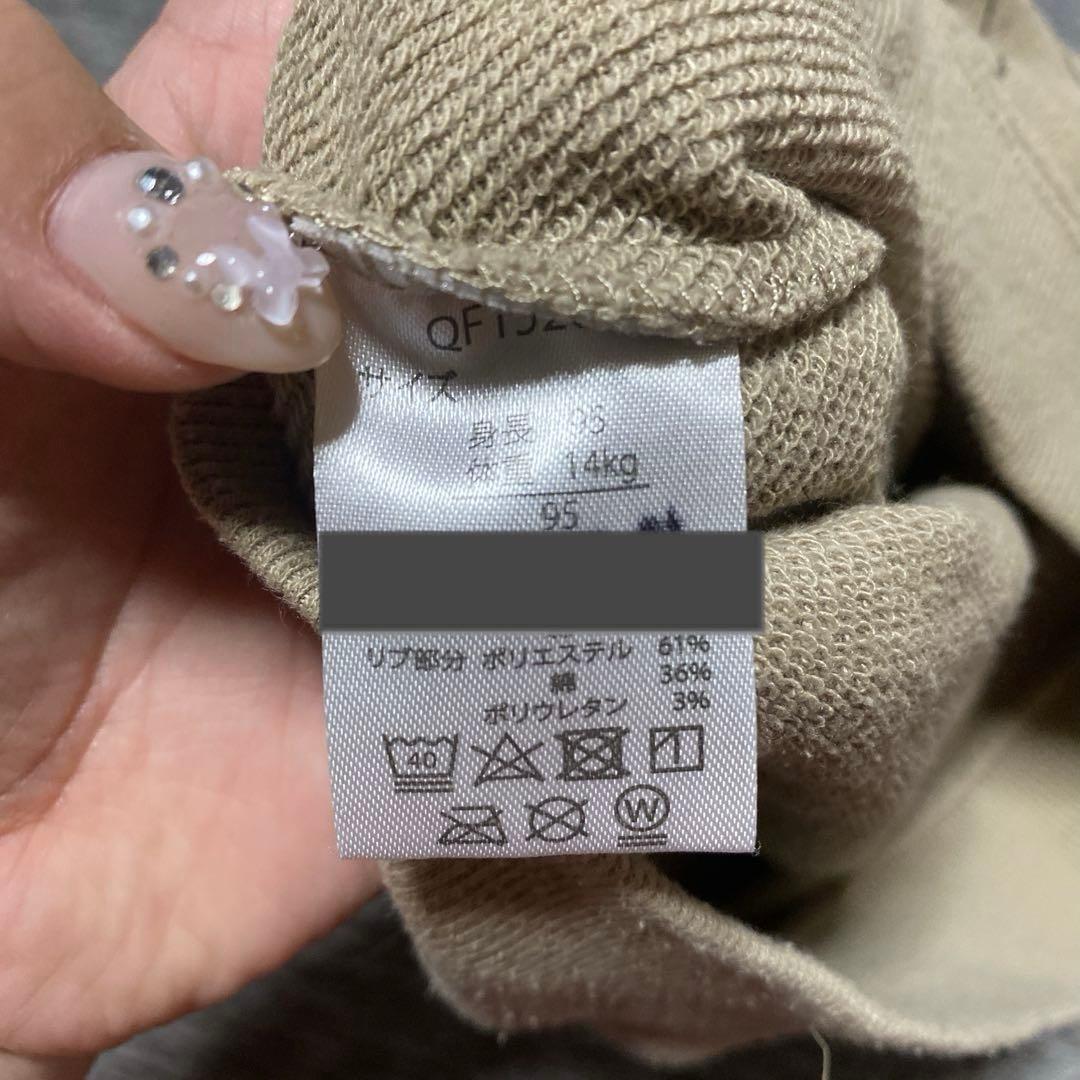 サイズ
身長 95
体重 14kg
95
リブ部分 ポリエステル 61%
綿 36%
ポリウレタン 3%
40
W